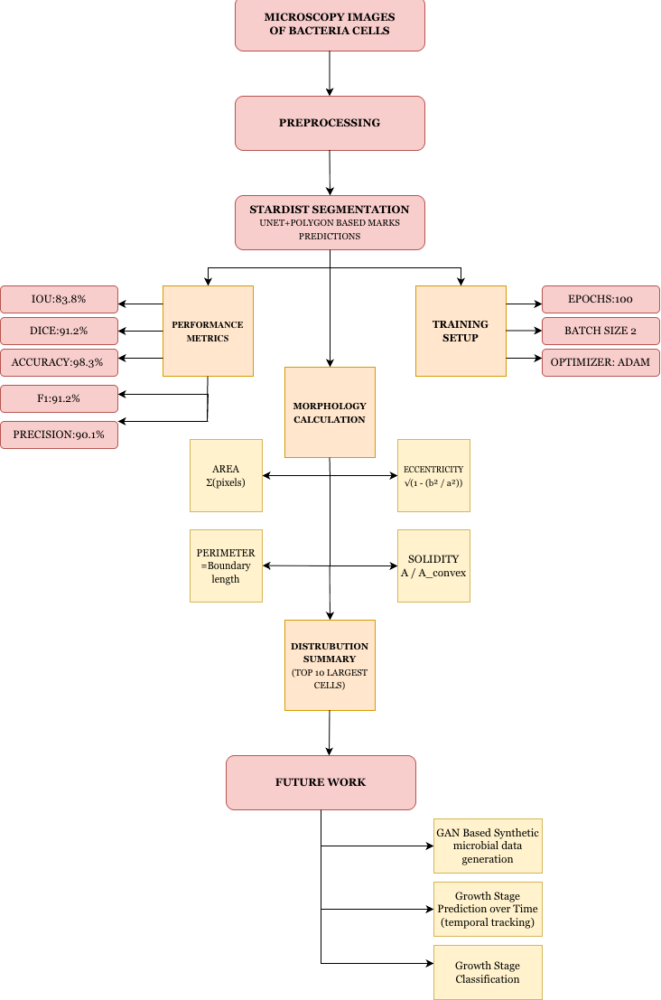 MICROSCOPY IMAGES
OF BACTERIA CELLS
PREPROCESSING
STARDIST SEGMENTATION
UNET+POLYGON BASED MARKS
PREDICTIONS
IOU:83.8%
DICE:91.2%
ACCURACY:98.3%
F1:91.2%
PRECISION:90.1%
PERFORMANCE
METRICS
TRAINING
SETUP
EPOCHS:100
BATCH SIZE 2
OPTIMIZER: ADAM
MORPHOLOGY
CALCULATION
AREA
Σ(pixels)
ECCENTRICITY
√(1 - (b² / a²))
PERIMETER
=Boundary
length
SOLIDITY
A / A_convex
DISTRUBUTION
SUMMARY
(TOP 10 LARGEST
CELLS)
FUTURE WORK
GAN Based Synthetic
microbial data
generation
Growth Stage
Prediction over Time
(temporal tracking)
Growth Stage
Classification